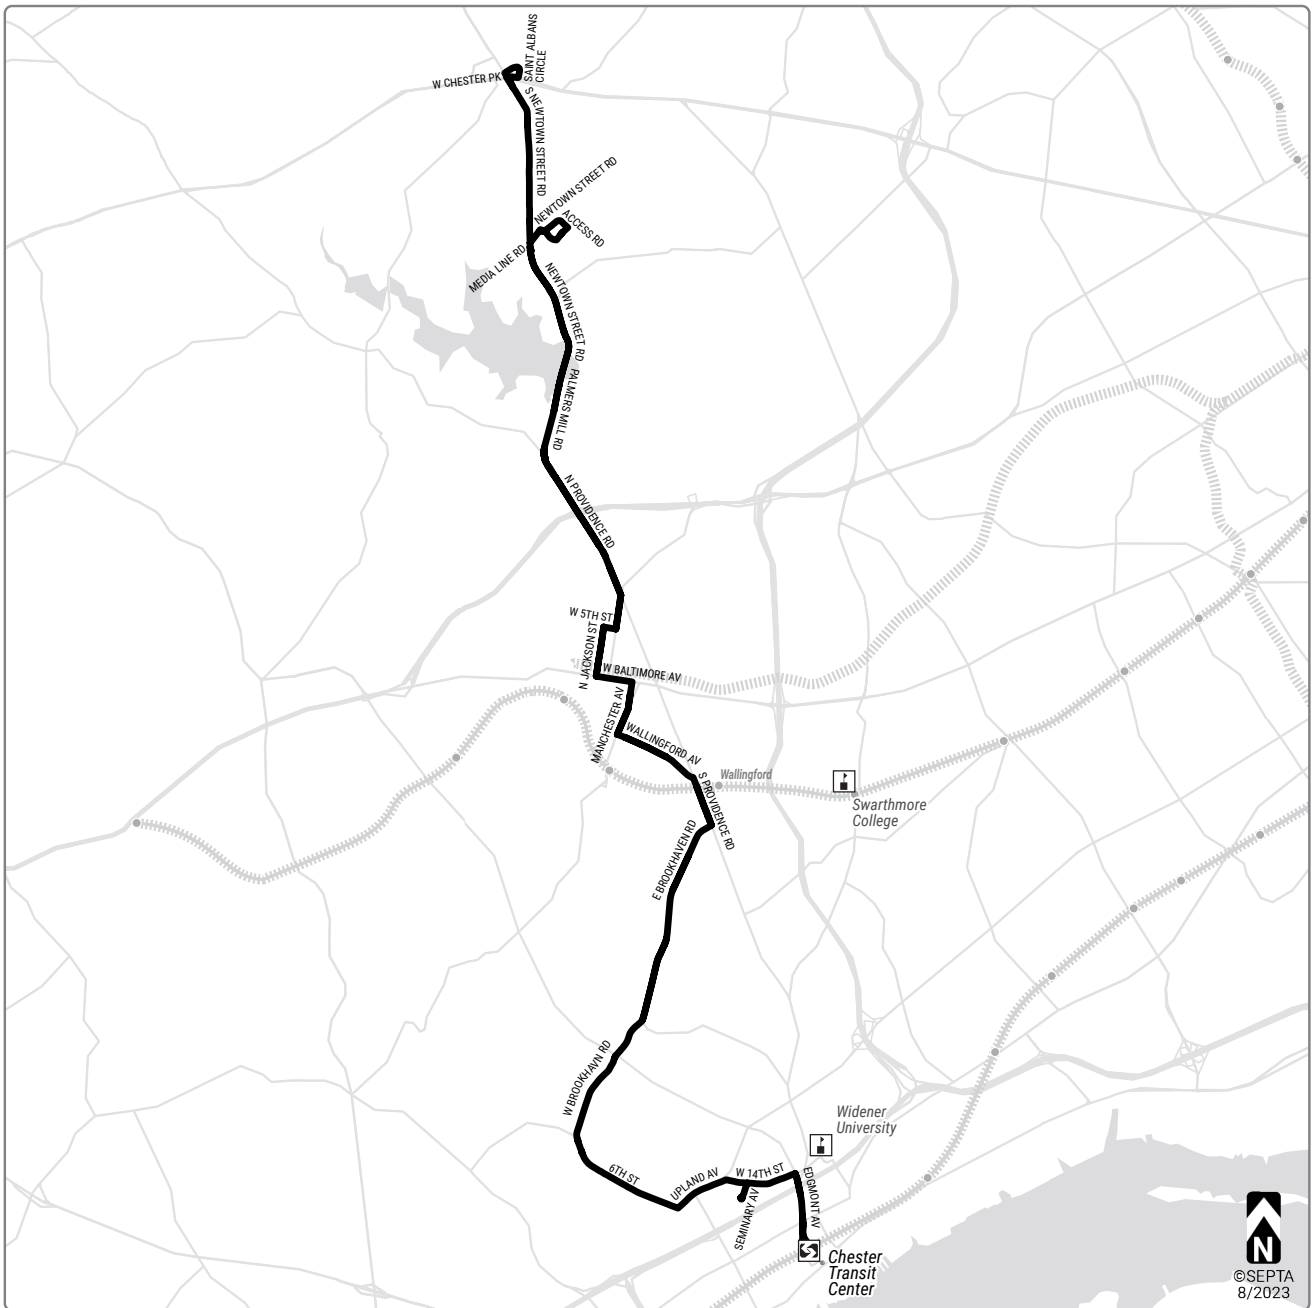 SAINT ALBANS
CIRCLE
W CHESTER PK
S NEWTOWN STREET RD
NEWTOWN STREET RD
ACCESS RD
MEDIA LINE RD
NEWTOWN STREET RD
PALMERS MILL RD
N PROVIDENCE RD
W 5TH ST
N JACKSON ST
W BALTIMORE AV
MANCHESTER AV
WALLINGFORD AV
Wallingford
S PROVIDENCE RD
Swarthmore
College
E BROOKHAVEN RD
W BROOKHAVN RD
Widener
University
6TH ST
UPLAND AV
W 14TH ST
SEMINARY AV
EDGMONT AV
Chester
Transit
Center
N
©SEPTA
8/2023